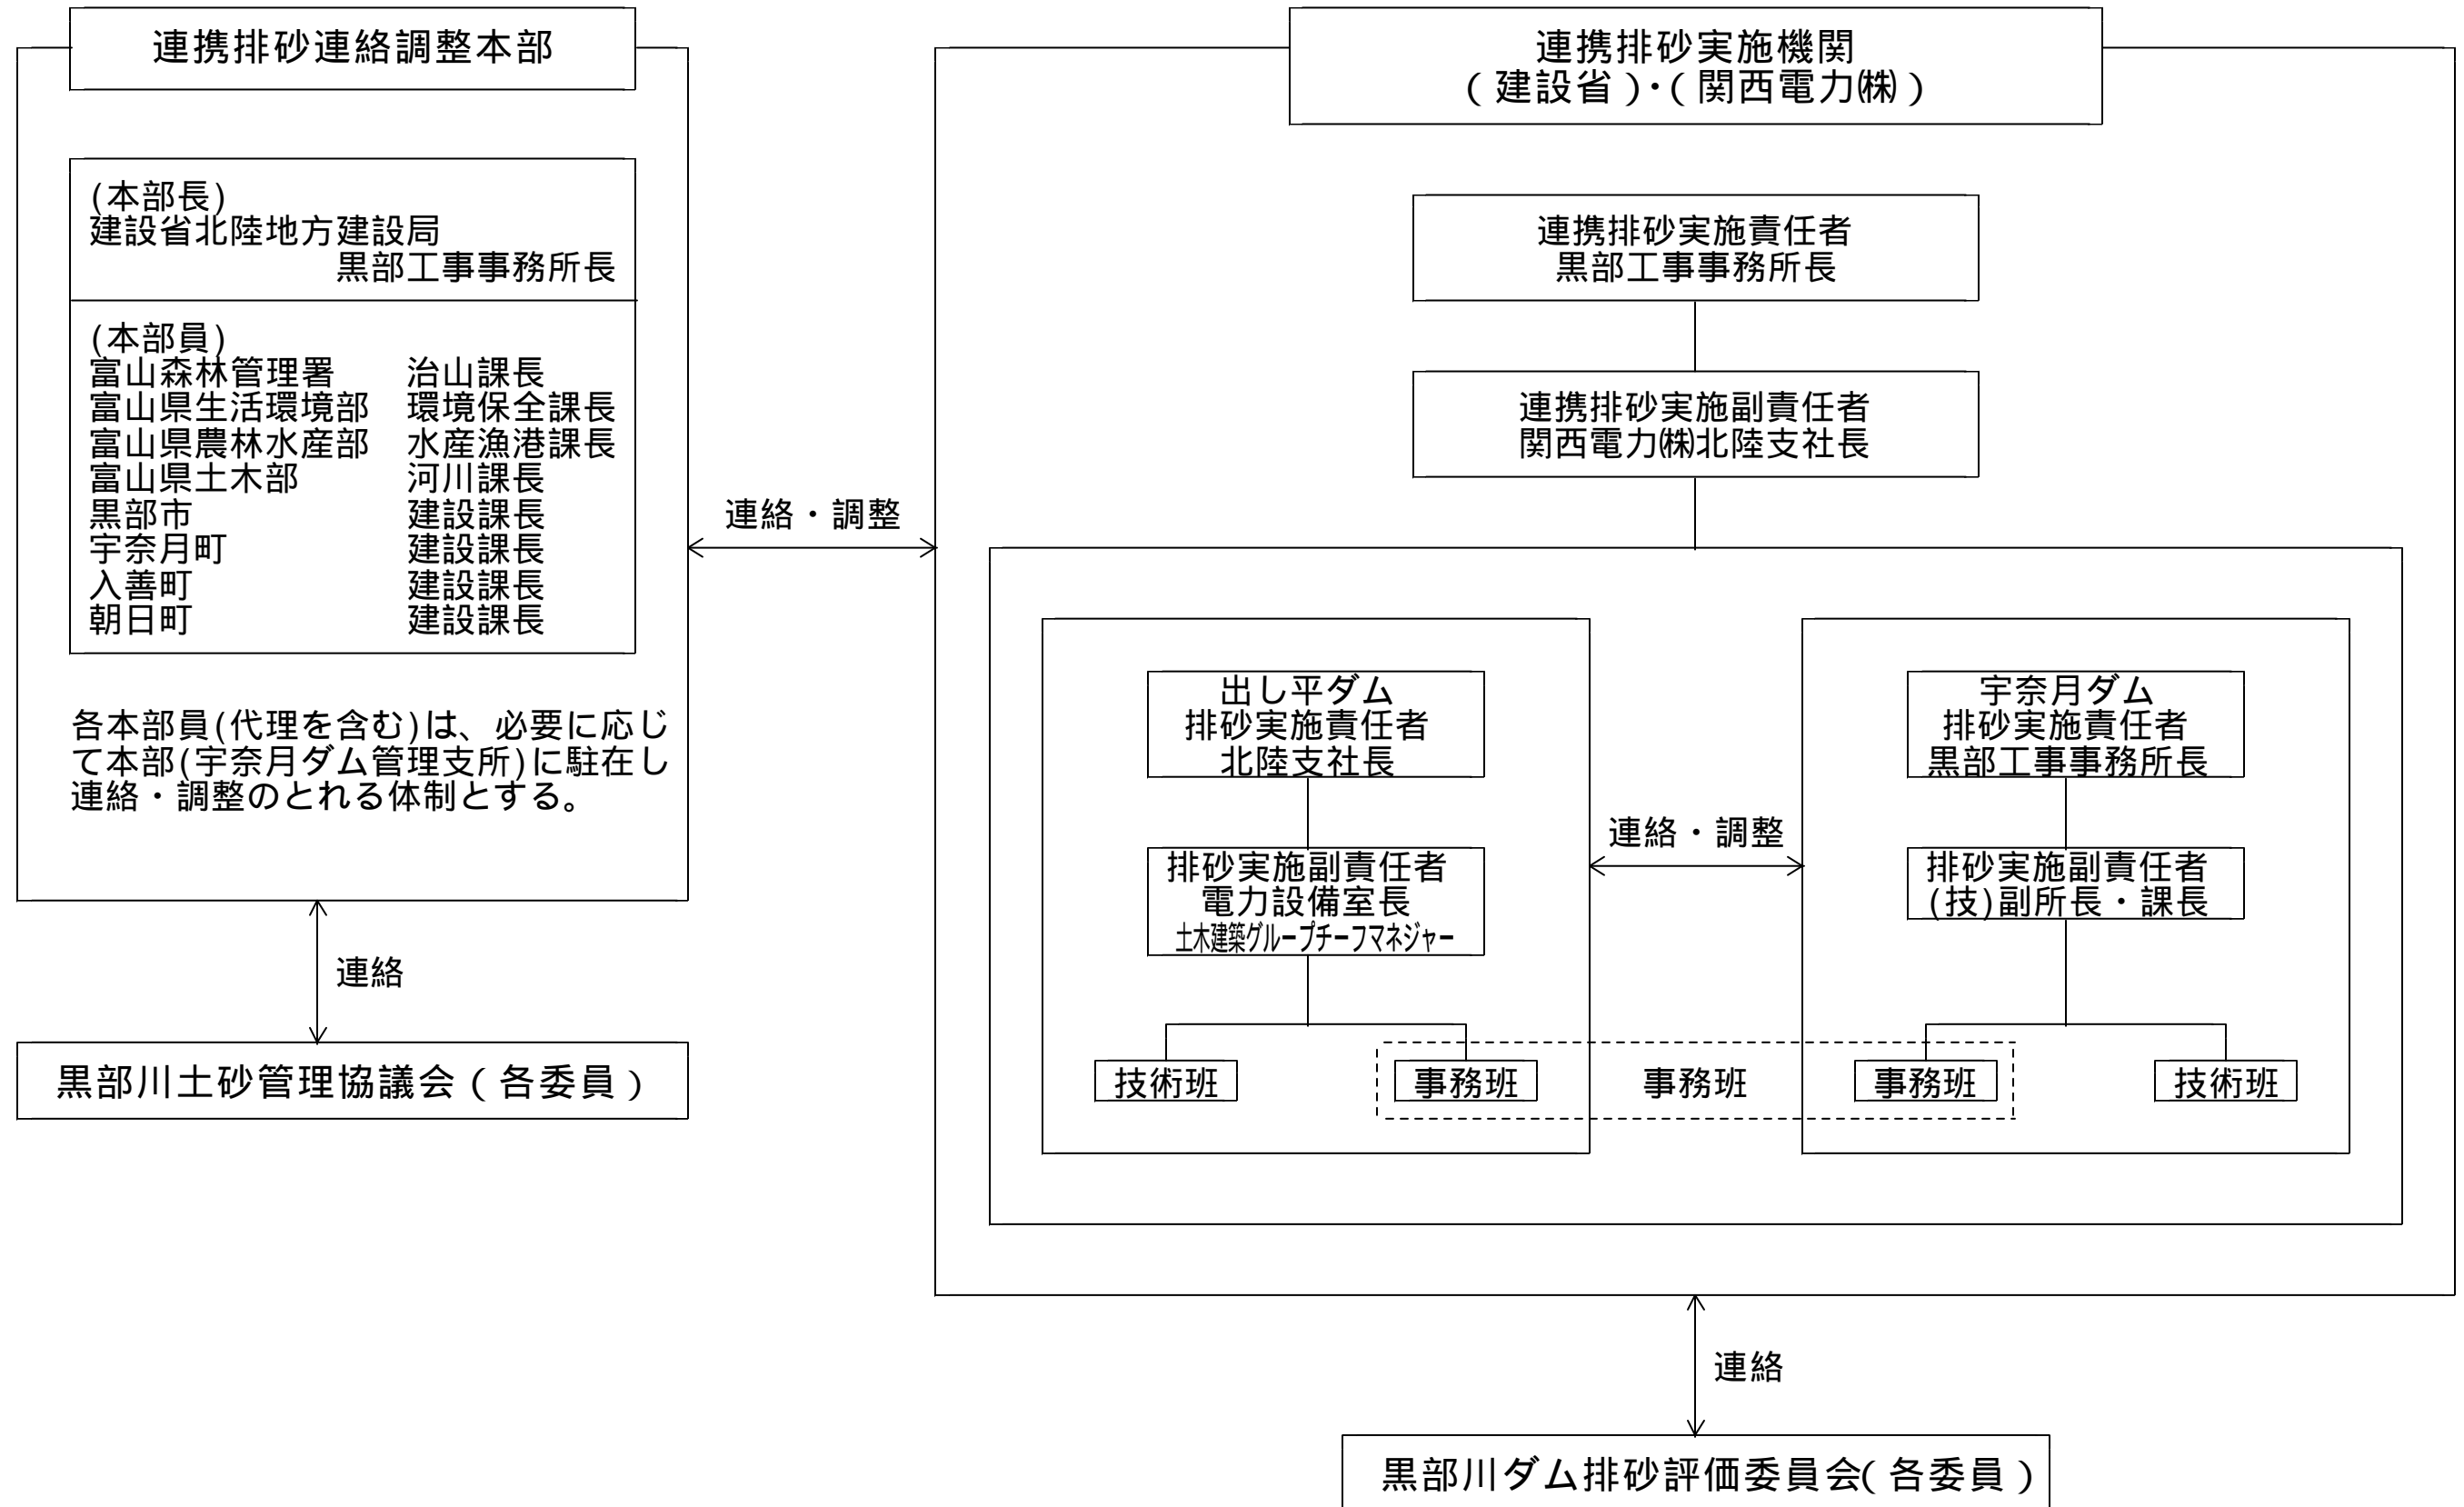 連携排砂連絡調整本部
(本部長)
建設省北陸地方建設局
黒部工事事務所長
(本部員)
富山森林管理署　　治山課長
富山県生活環境部　環境保全課長
富山県農林水産部　水産漁港課長
富山県土木部　　　河川課長
黒部市　　　　　　建設課長
宇奈月町　　　　　建設課長
入善町　　　　　　建設課長
朝日町　　　　　　建設課長
各本部員(代理を含む)は、必要に応じ
て本部(宇奈月ダム管理支所)に駐在し
連絡・調整のとれる体制とする。
連絡
黒部川土砂管理協議会（各委員）
連絡・調整
連携排砂実施機関
（建設省）・（関西電力㈱）
連携排砂実施責任者
黒部工事事務所長
連携排砂実施副責任者
関西電力㈱北陸支社長
出し平ダム
排砂実施責任者
北陸支社長
排砂実施副責任者
電力設備室長
土木建築グループチーフマネジャー
技術班
事務班
連絡・調整
事務班
宇奈月ダム
排砂実施責任者
黒部工事事務所長
排砂実施副責任者
(技)副所長・課長
事務班
技術班
連絡
黒部川ダム排砂評価委員会（各委員）